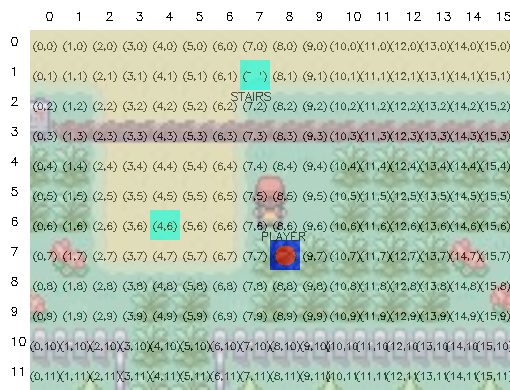 0 1 2 3 4 5 6 7 8 9 10 11 12 13 14 15
0 (0,0) (1,0) (2,0) (3,0) (4,0) (5,0) (6,0) (7,0) (8,0) (9,0) (10,0) (11,0) (12,0) (13,0) (14,0) (15,0)
1 (0,1) (1,1) (2,1) (3,1) (4,1) (5,1) (6,1) (8,1) (9,1) (10,1) (11,1) (12,1) (13,1) (14,1) (15,1)
STAIRS
2 (0,2) (1,2) (2,2) (3,2) (4,2) (5,2) (6,2) (7,2) (8,2) (9,2) (10,2) (11,2) (12,2) (13,2) (14,2) (15,2)
3 (0,3) (1,3) (2,3) (3,3) (4,3) (5,3) (6,3) (7,3) (8,3) (9,3) (10,3) (11,3) (12,3) (13,3) (14,3) (15,3)
4 (0,4) (1,4) (2,4) (3,4) (4,4) (5,4) (6,4) (7,4) (8,4) (9,4) (10,4) (11,4) (12,4) (13,4) (14,4) (15,4)
5 (0,5) (1,5) (2,5) (3,5) (4,5) (5,5) (6,5) (7,5) (8,5) (9,5) (10,5) (11,5) (12,5) (13,5) (14,5) (15,5)
6 (0,6) (1,6) (2,6) (3,6) (4,6) (5,6) (6,6) (7,6) (8,6) (9,6) (10,6) (11,6) (12,6) (13,6) (14,6) (15,6)
PLAYER
7 (0,7) (1,7) (2,7) (3,7) (4,7) (5,7) (6,7) (7,7) (9,7) (10,7) (11,7) (12,7) (13,7) (14,7) (15,7)
8 (0,8) (1,8) (2,8) (3,8) (4,8) (5,8) (6,8) (7,8) (8,8) (9,8) (10,8) (11,8) (12,8) (13,8) (14,8) (15,8)
9 (0,9) (1,9) (2,9) (3,9) (4,9) (5,9) (6,9) (7,9) (8,9) (9,9) (10,9) (11,9) (12,9) (13,9) (14,9) (15,9)
10 (0,10) (1,10) (2,10) (3,10) (4,10) (5,10) (6,10) (7,10) (8,10) (9,10) (10,10) (11,10) (12,10) (13,10) (14,10) (15,10)
11 (0,11) (1,11) (2,11) (3,11) (4,11) (5,11) (6,11) (7,11) (8,11) (9,11) (10,11) (11,11) (12,11) (13,11) (14,11) (15,11)